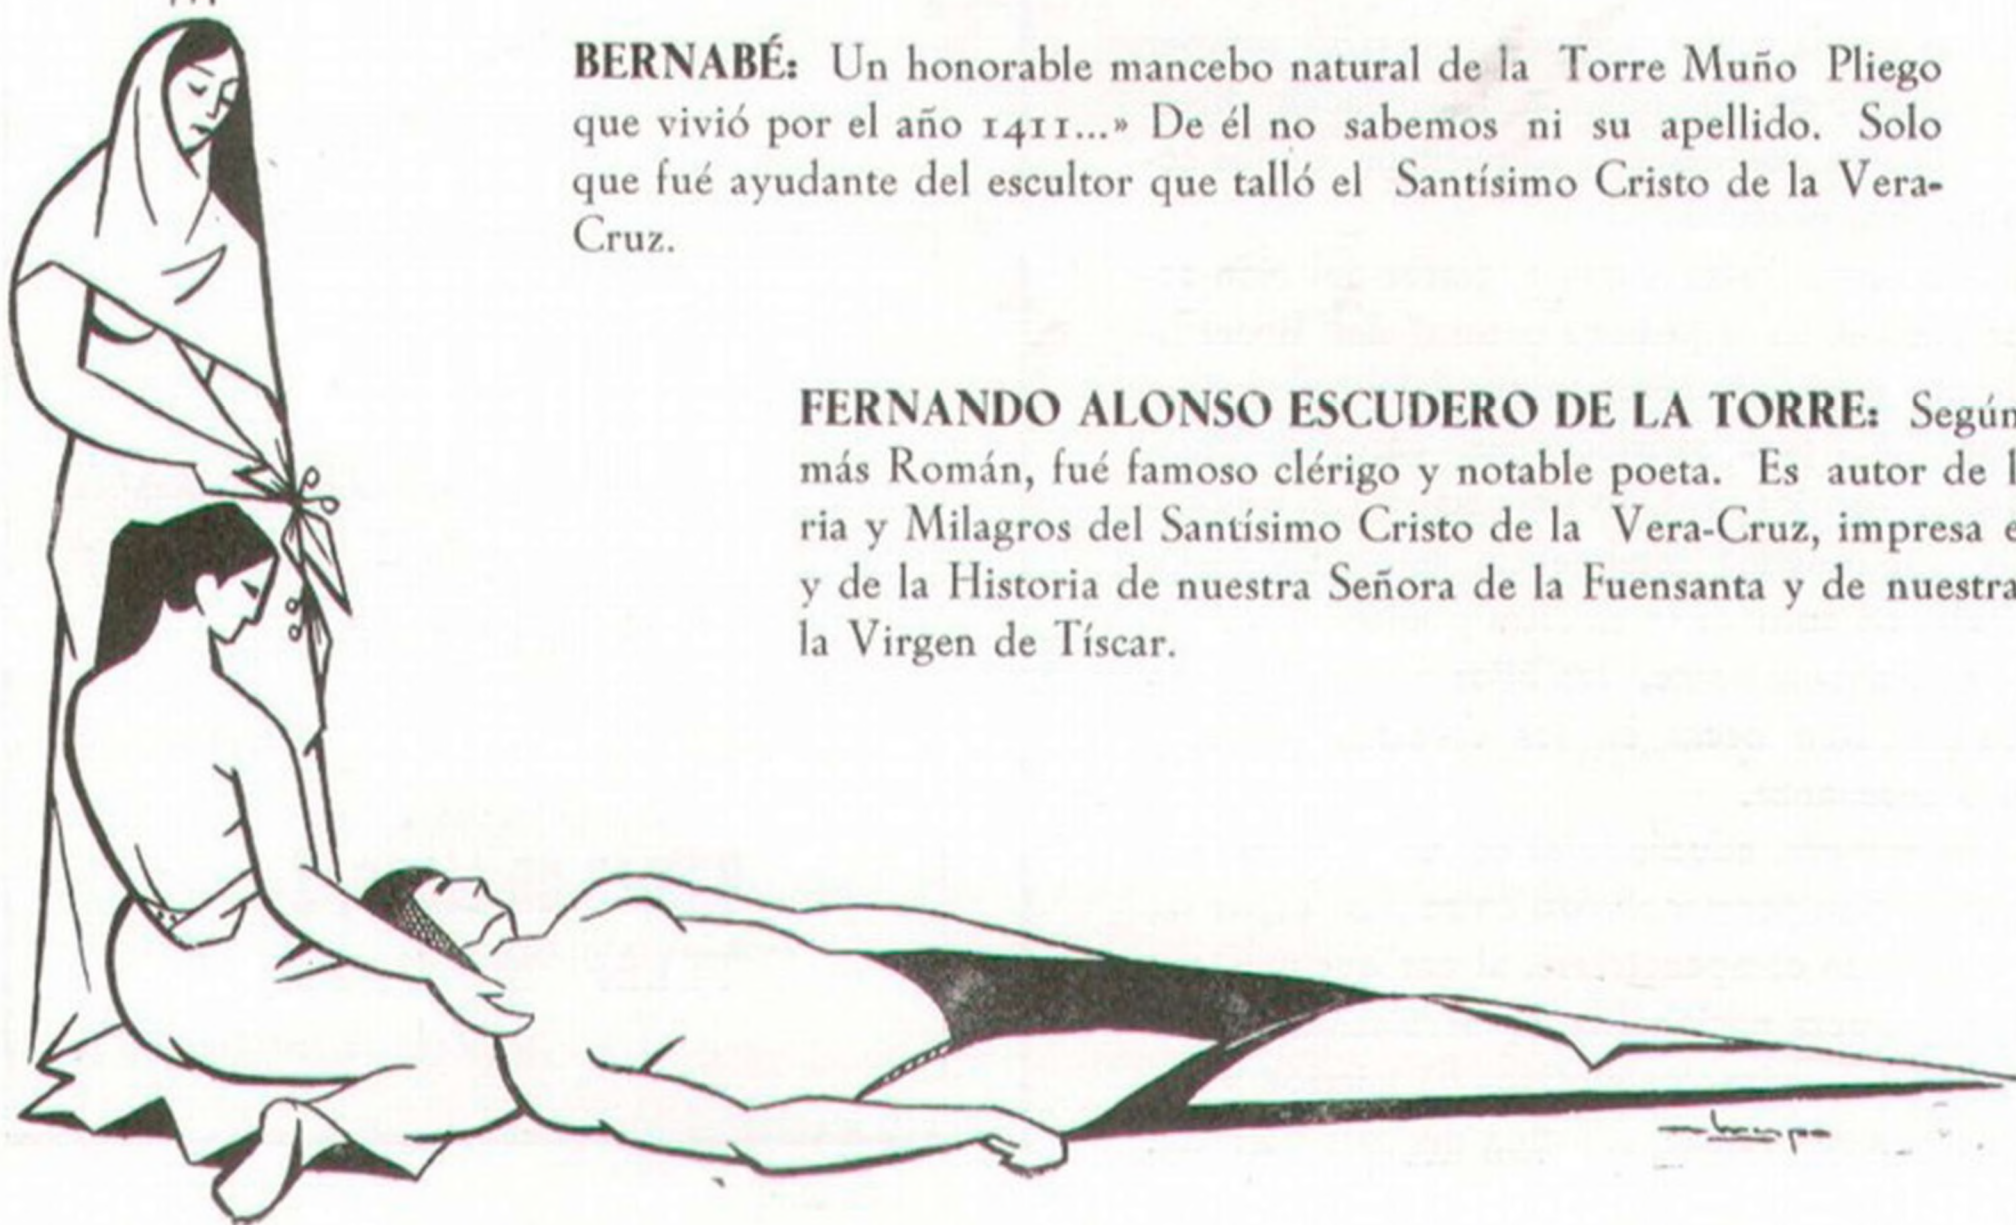 BERNABÉ: Un honorable mancebo natural de la Torre Muño Pliego
que vivió por el año 1411...» De él no sabemos ni su apellido. Solo
que fué ayudante del escultor que talló el Santísimo Cristo de la Vera-
Cruz.
FERNANDO ALONSO ESCUDERO DE LA TORRE: Según
más Román, fué famoso clérigo y notable poeta. Es autor de l
ria y Milagros del Santísimo Cristo de la Vera-Cruz, impresa e
y de la Historia de nuestra Señora de la Fuensanta y de nuestra
la Virgen de Tíscar.